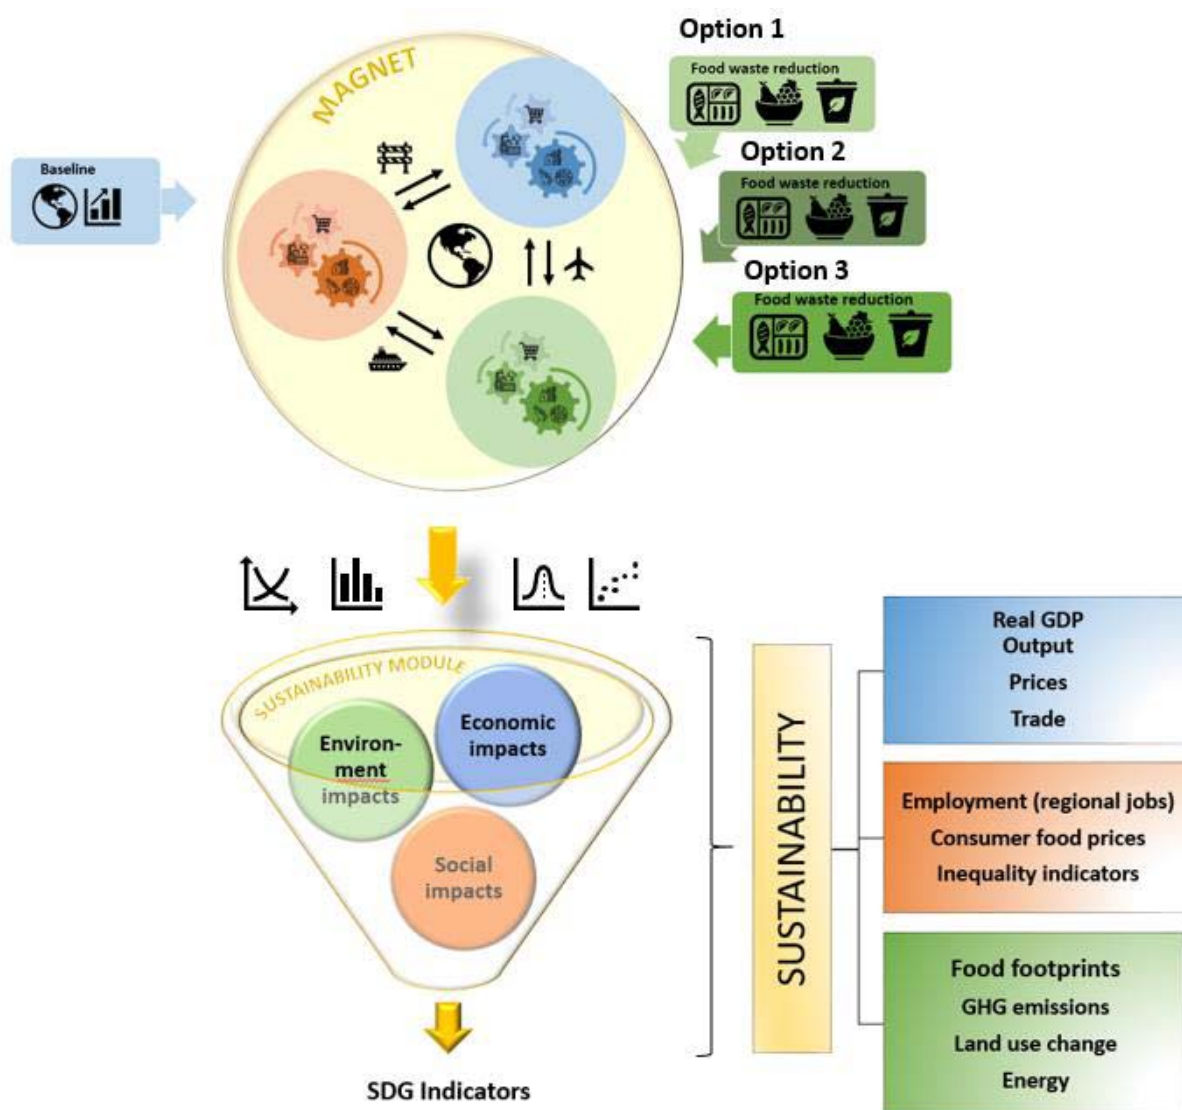 Option 1
Food waste reduction
MAGNET
Option 2
Food waste reduction
Baseline
Option 3
Food waste reduction
SUSTAINABILITY MODULE
Environ-
ment
impacts
Economic
impacts
Social
impacts
SDG Indicators
SUSTAINABILITY
Real GDP
Output
Prices
Trade
Employment (regional jobs)
Consumer food prices
Inequality indicators
Food footprints
GHG emissions
Land use change
Energy